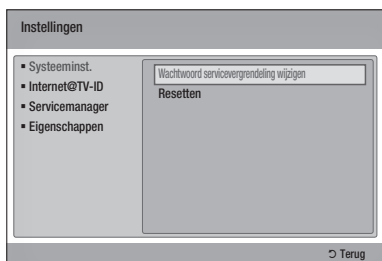 Instellingen
▪ Systeeminst.
▪ Internet@TV-ID
▪ Servicemanager
▪ Eigenschappen
Wachtwoord servicevergrendeling wijzigen
Resetten
⮌ Terug